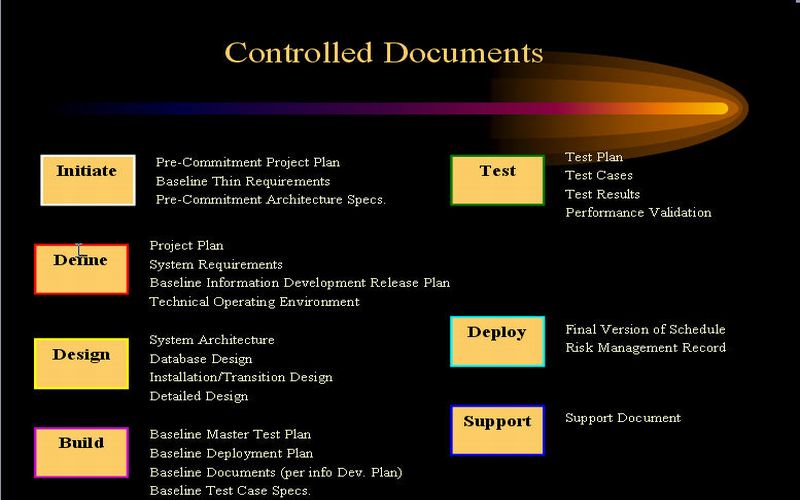 Controlled Documents
Initiate
Pre-Commitment Project Plan
Baseline Thin Requirements
Pre-Commitment Architecture Specs.
Define
Project Plan
System Requirements
Baseline Information Development Release Plan
Technical Operating Environment
Design
System Architecture
Database Design
Installation/Transition Design
Detailed Design
Build
Baseline Master Test Plan
Baseline Deployment Plan
Baseline Documents (per info Dev. Plan)
Baseline Test Case Specs.
Test
Test Plan
Test Cases
Test Results
Performance Validation
Deploy
Final Version of Schedule
Risk Management Record
Support
Support Document